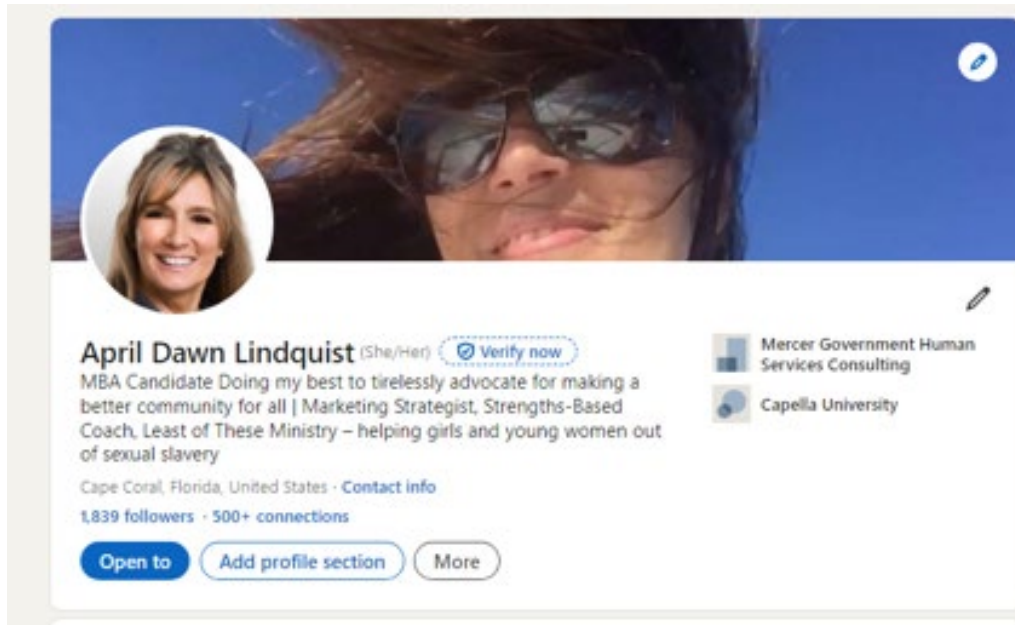 April Dawn Lindquist (She/Her) Verify now
MBA Candidate Doing my best to tirelessly advocate for making a
better community for all | Marketing Strategist, Strengths-Based
Coach, Least of These Ministry – helping girls and young women out
of sexual slavery
Cape Coral, Florida, United States · Contact info
1,839 followers · 500+ connections
Open to
Add profile section
More
Mercer Government Human
Services Consulting
Capella University